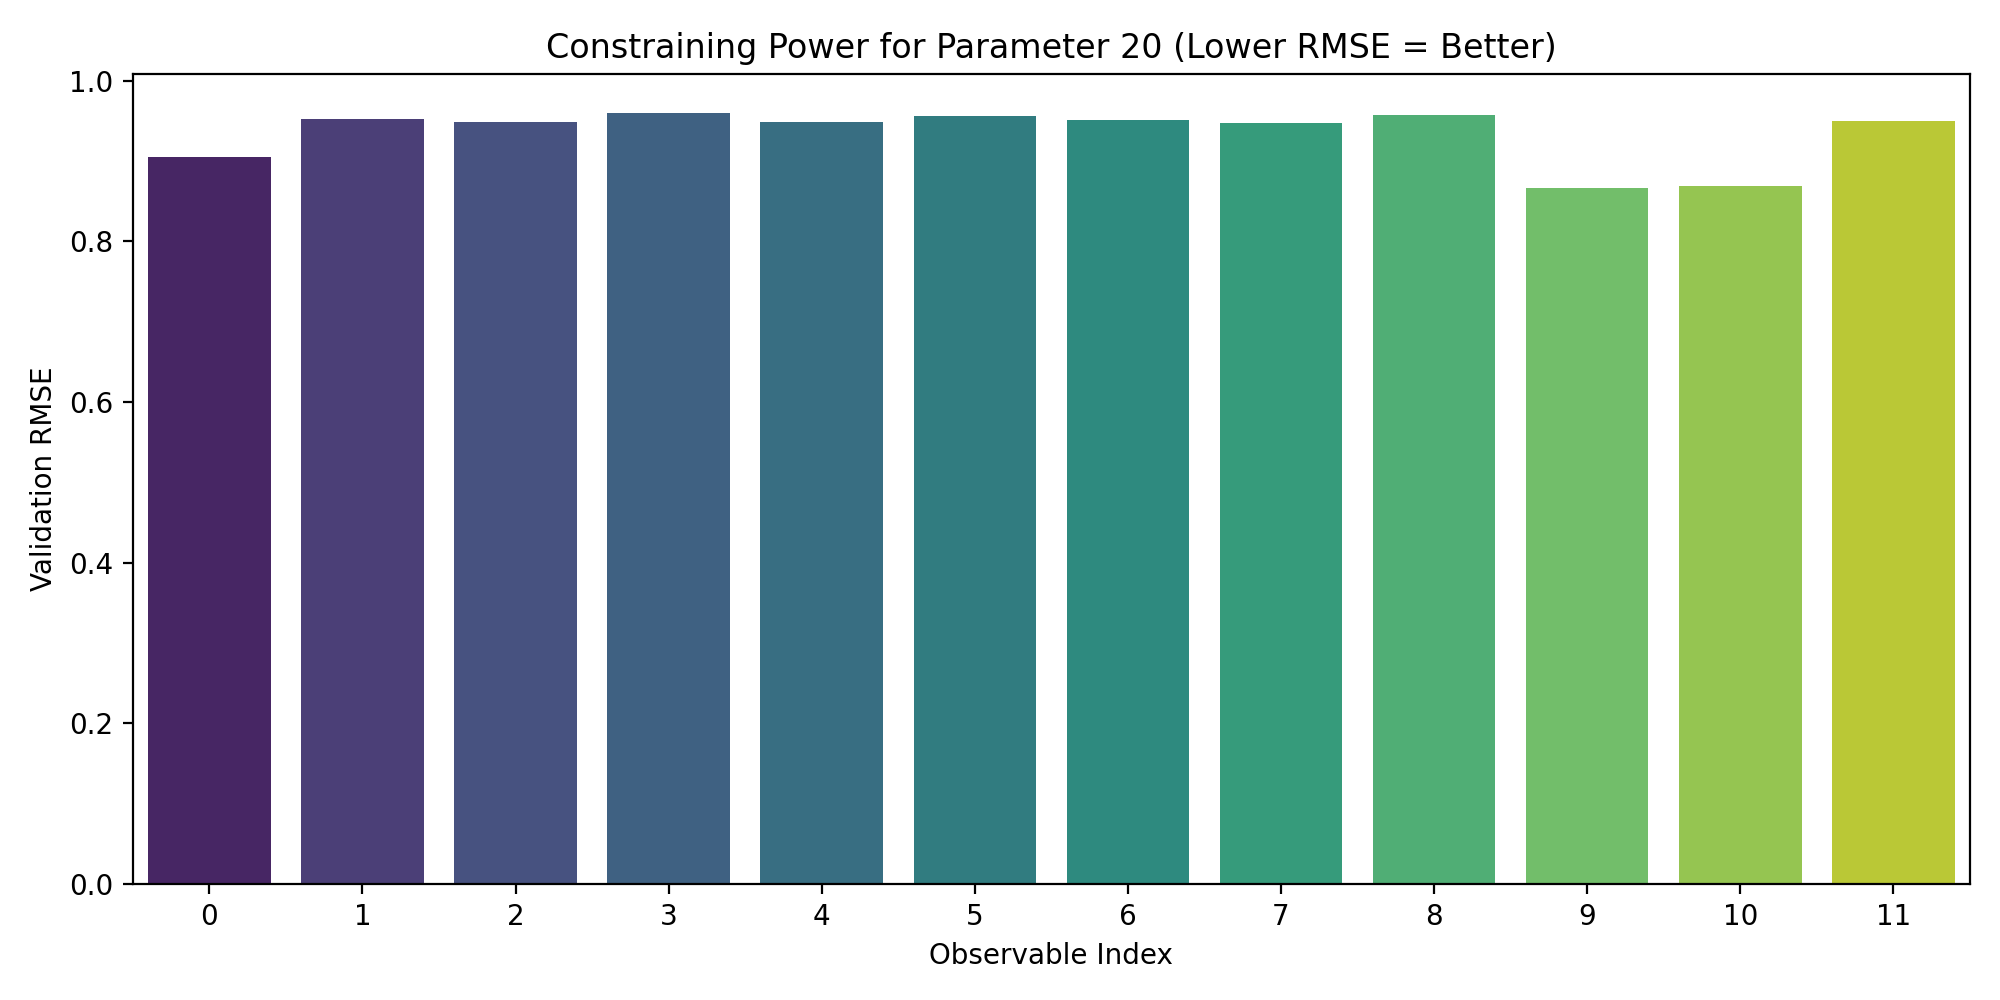 Constraining Power for Parameter 20 (Lower RMSE = Better)
Validation RMSE
1.0
0.8
0.6
0.4
0.2
0.0
0 1 2 3 4 5 6 7 8 9 10 11
Observable Index